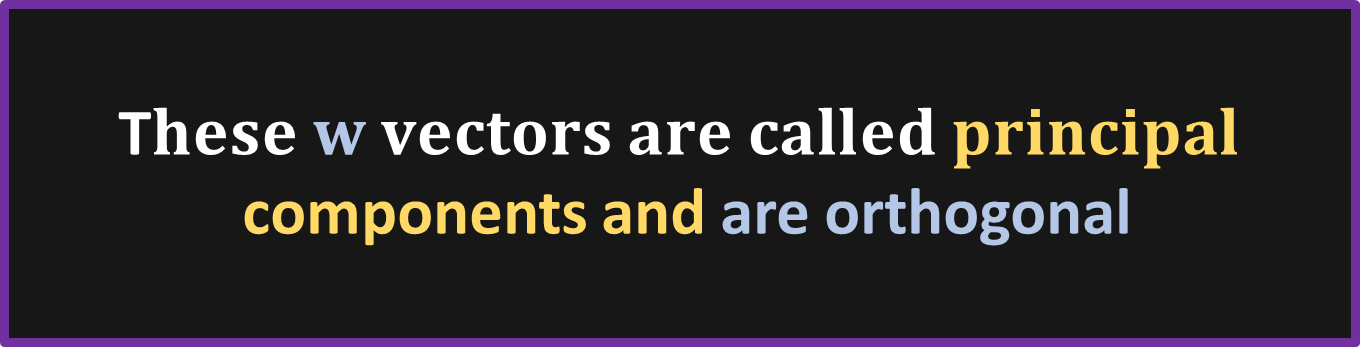 These w vectors are called principal
components and are orthogonal